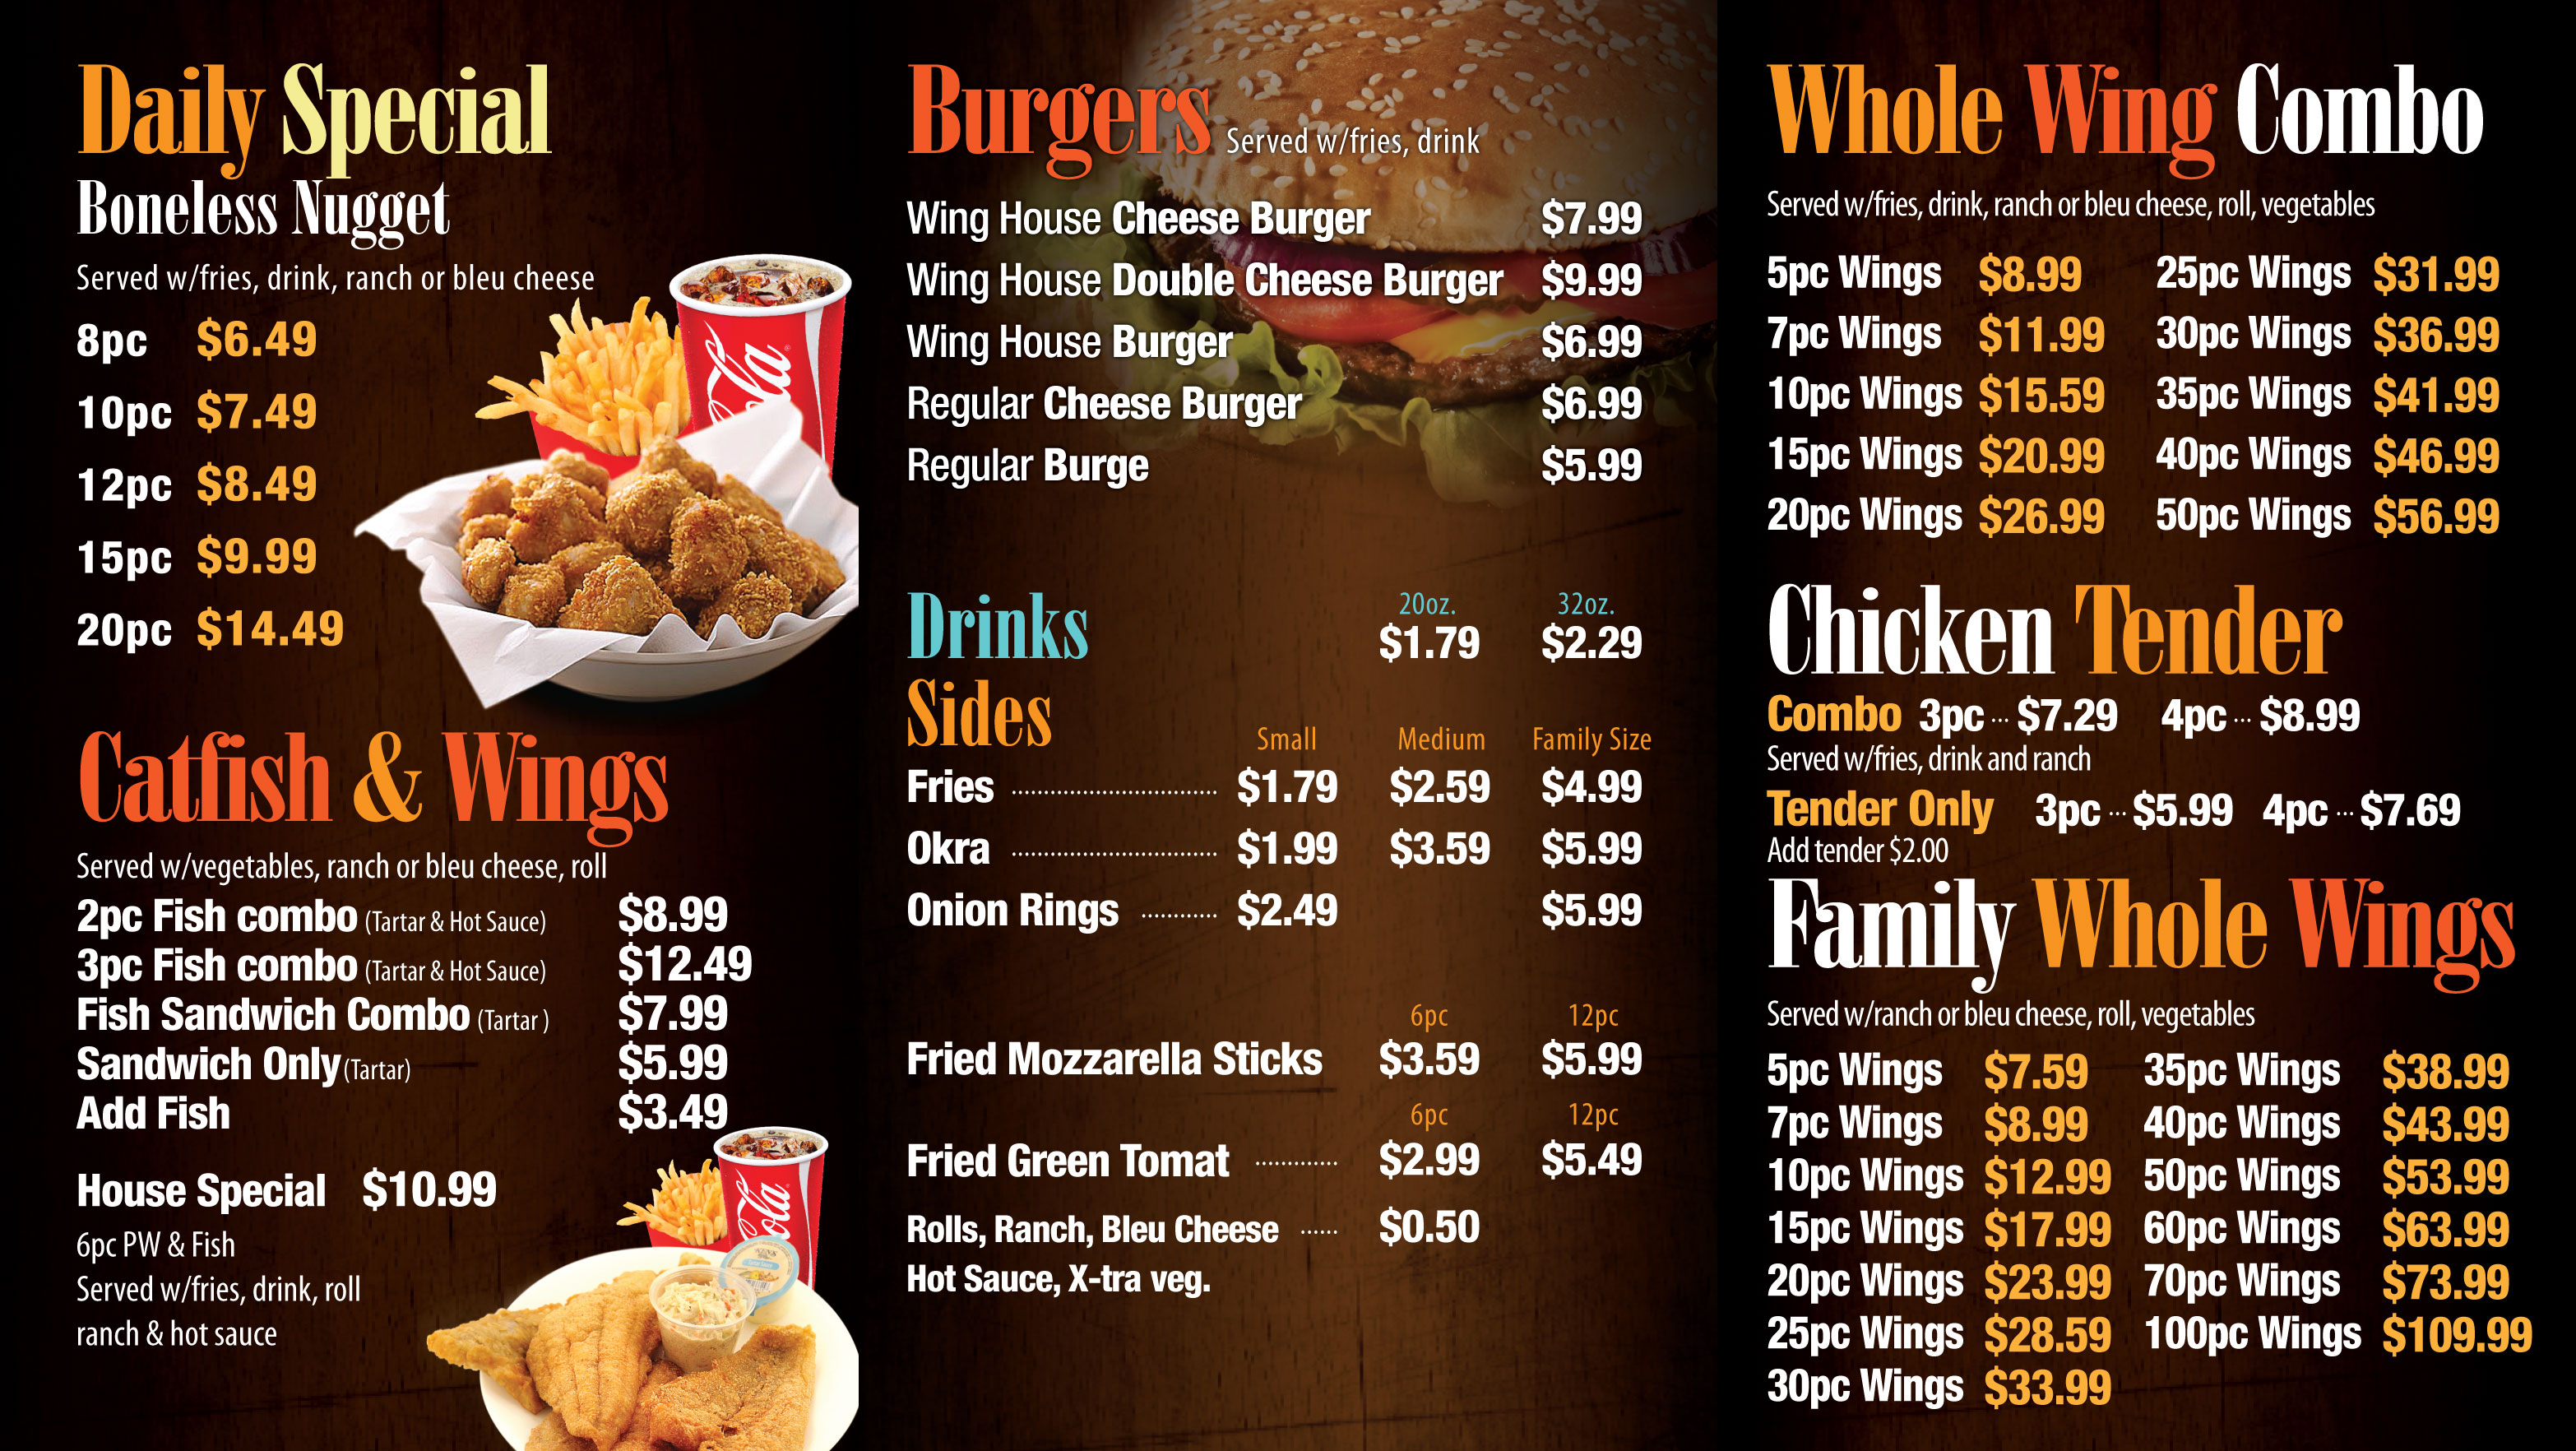 Daily Special
Boneless Nugget
Served w/fries, drink, ranch or bleu cheese
8pc $6.49
10pc $7.49
12pc $8.49
15pc $9.99
20pc $14.49
Catfish & Wings
Served w/vegetables, ranch or bleu cheese, roll
2pc Fish combo (Tartar & Hot Sauce) $8.99
3pc Fish combo (Tartar & Hot Sauce) $12.49
Fish Sandwich Combo (Tartar ) $7.99
Sandwich Only (Tartar) $5.99
Add Fish $3.49
House Special $10.99
6pc PW & Fish
Served w/fries, drink, roll
ranch & hot sauce
Burgers Served w/fries, drink
Wing House Cheese Burger $7.99
Wing House Double Cheese Burger $9.99
Wing House Burger $6.99
Regular Cheese Burger $6.99
Regular Burge $5.99
20oz. 32oz.
Drinks $1.79 $2.29
Sides
Small Medium Family Size
Fries $1.79 $2.59 $4.99
Okra $1.99 $3.59 $5.99
Onion Rings $2.49 $5.99
6pc 12pc
Fried Mozzarella Sticks $3.59 $5.99
6pc 12pc
Fried Green Tomat $2.99 $5.49
Rolls, Ranch, Bleu Cheese $0.50
Hot Sauce, X-tra veg.
Whole Wing Combo
Served w/fries, drink, ranch or bleu cheese, roll, vegetables
5pc Wings $8.99 25pc Wings $31.99
7pc Wings $11.99 30pc Wings $36.99
10pc Wings $15.59 35pc Wings $41.99
15pc Wings $20.99 40pc Wings $46.99
20pc Wings $26.99 50pc Wings $56.99
Chicken Tender
Combo 3pc ... $7.29 4pc ... $8.99
Served w/fries, drink and ranch
Tender Only 3pc ... $5.99 4pc ... $7.69
Add tender $2.00
Family Whole Wings
Served w/ranch or bleu cheese, roll, vegetables
5pc Wings $7.59 35pc Wings $38.99
7pc Wings $8.99 40pc Wings $43.99
10pc Wings $12.99 50pc Wings $53.99
15pc Wings $17.99 60pc Wings $63.99
20pc Wings $23.99 70pc Wings $73.99
25pc Wings $28.59 100pc Wings $109.99
30pc Wings $33.99